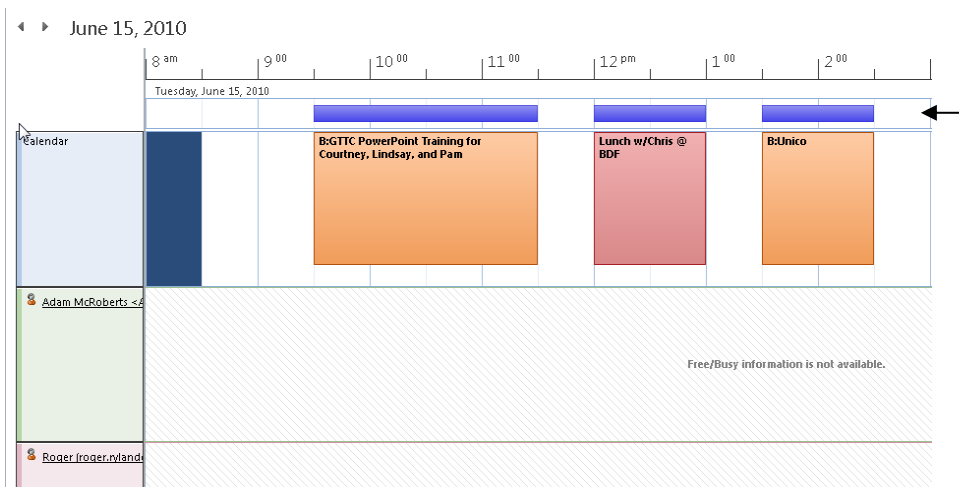 June 15, 2010
8 am 9 00 10 00 11 00 12 pm 1 00 2 00
Tuesday, June 15, 2010
Calendar
B:GTTC PowerPoint Training for
Courtney, Lindsay, and Pam
Lunch w/Chris @
BDF
B:Unico
Adam McRoberts <A
Free/Busy information is not available.
Roger (roger.rylande